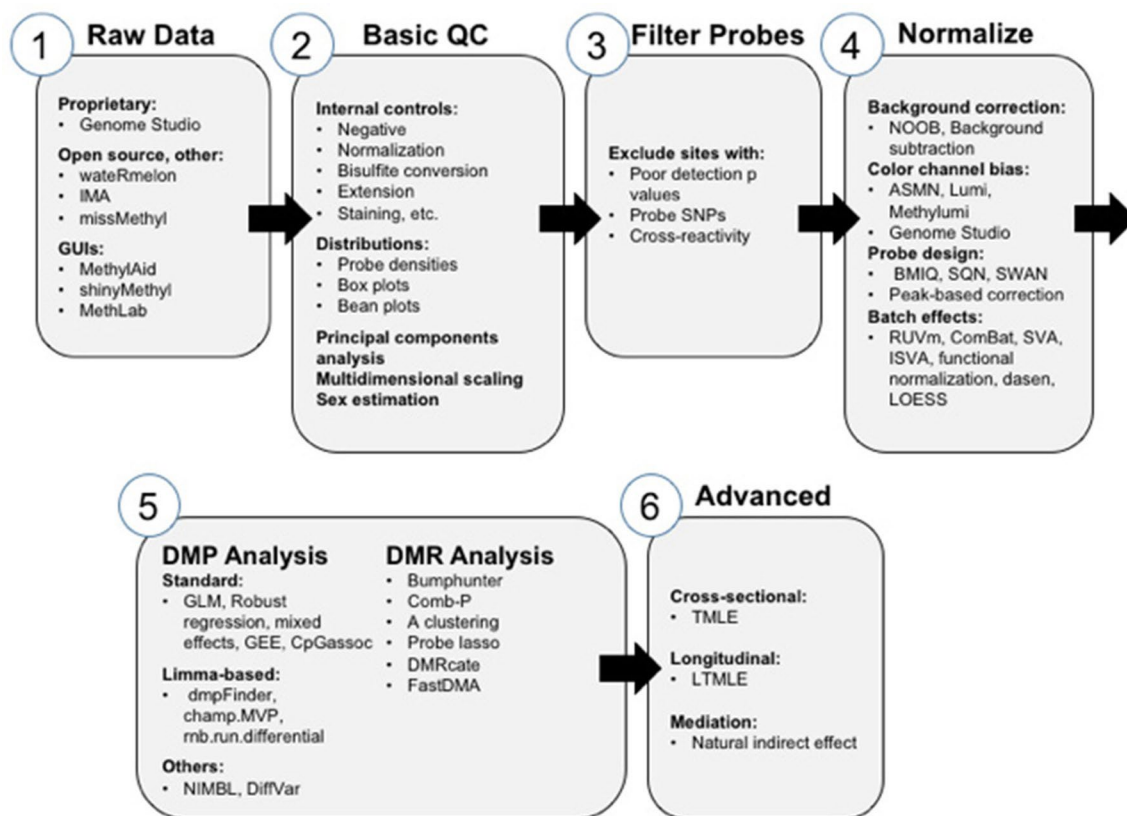 1 Raw Data
Proprietary:
• Genome Studio
Open source, other:
• wateRmelon
• IMA
• missMethyl
GUIs:
• MethylAid
• shinyMethyl
• MethLab
2 Basic QC
Internal controls:
• Negative
• Normalization
• Bisulfite conversion
• Extension
• Staining, etc.
Distributions:
• Probe densities
• Box plots
• Bean plots
Principal components
analysis
Multidimensional scaling
Sex estimation
3 Filter Probes
Exclude sites with:
• Poor detection p
values
• Probe SNPs
• Cross-reactivity
4 Normalize
Background correction:
• NOOB, Background
subtraction
Color channel bias:
• ASMN, Lumi,
Methylumi
• Genome Studio
Probe design:
• BMIQ, SQN, SWAN
• Peak-based correction
Batch effects:
• RUVm, ComBat, SVA,
ISVA, functional
normalization, dasen,
LOESS
5
DMP Analysis
Standard:
• GLM, Robust
regression, mixed
effects, GEE, CpGassoc
Limma-based:
• dmpFinder,
champ.MVP,
rnb.run.differential
Others:
• NIMBL, DiffVar
DMR Analysis
• Bumphunter
• Comb-P
• A clustering
• Probe lasso
• DMRcate
• FastDMA
6 Advanced
Cross-sectional:
• TMLE
Longitudinal:
• LTMLE
Mediation:
• Natural indirect effect